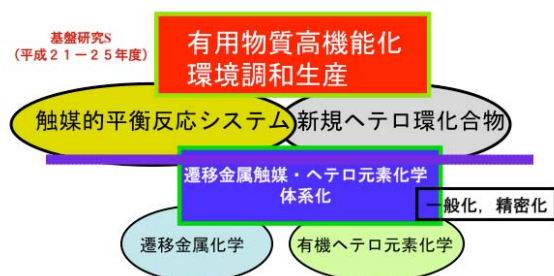 基盤研究S
(平成21-25年度)
有用物質高機能化
環境調和生産
触媒的平衡反応システム
新規ヘテロ環化合物
遷移金属触媒・ヘテロ元素化学
体系化
一般化, 精密化
遷移金属化学
有機ヘテロ元素化学